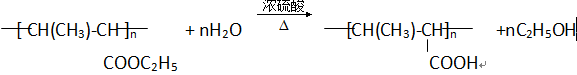 浓硫酸
—[ CH(CH₃)-CH ]n + nH₂O —Δ→ —[ CH(CH₃)-CH ]n +nC₂H₅OH
COOC₂H₅ COOH↵